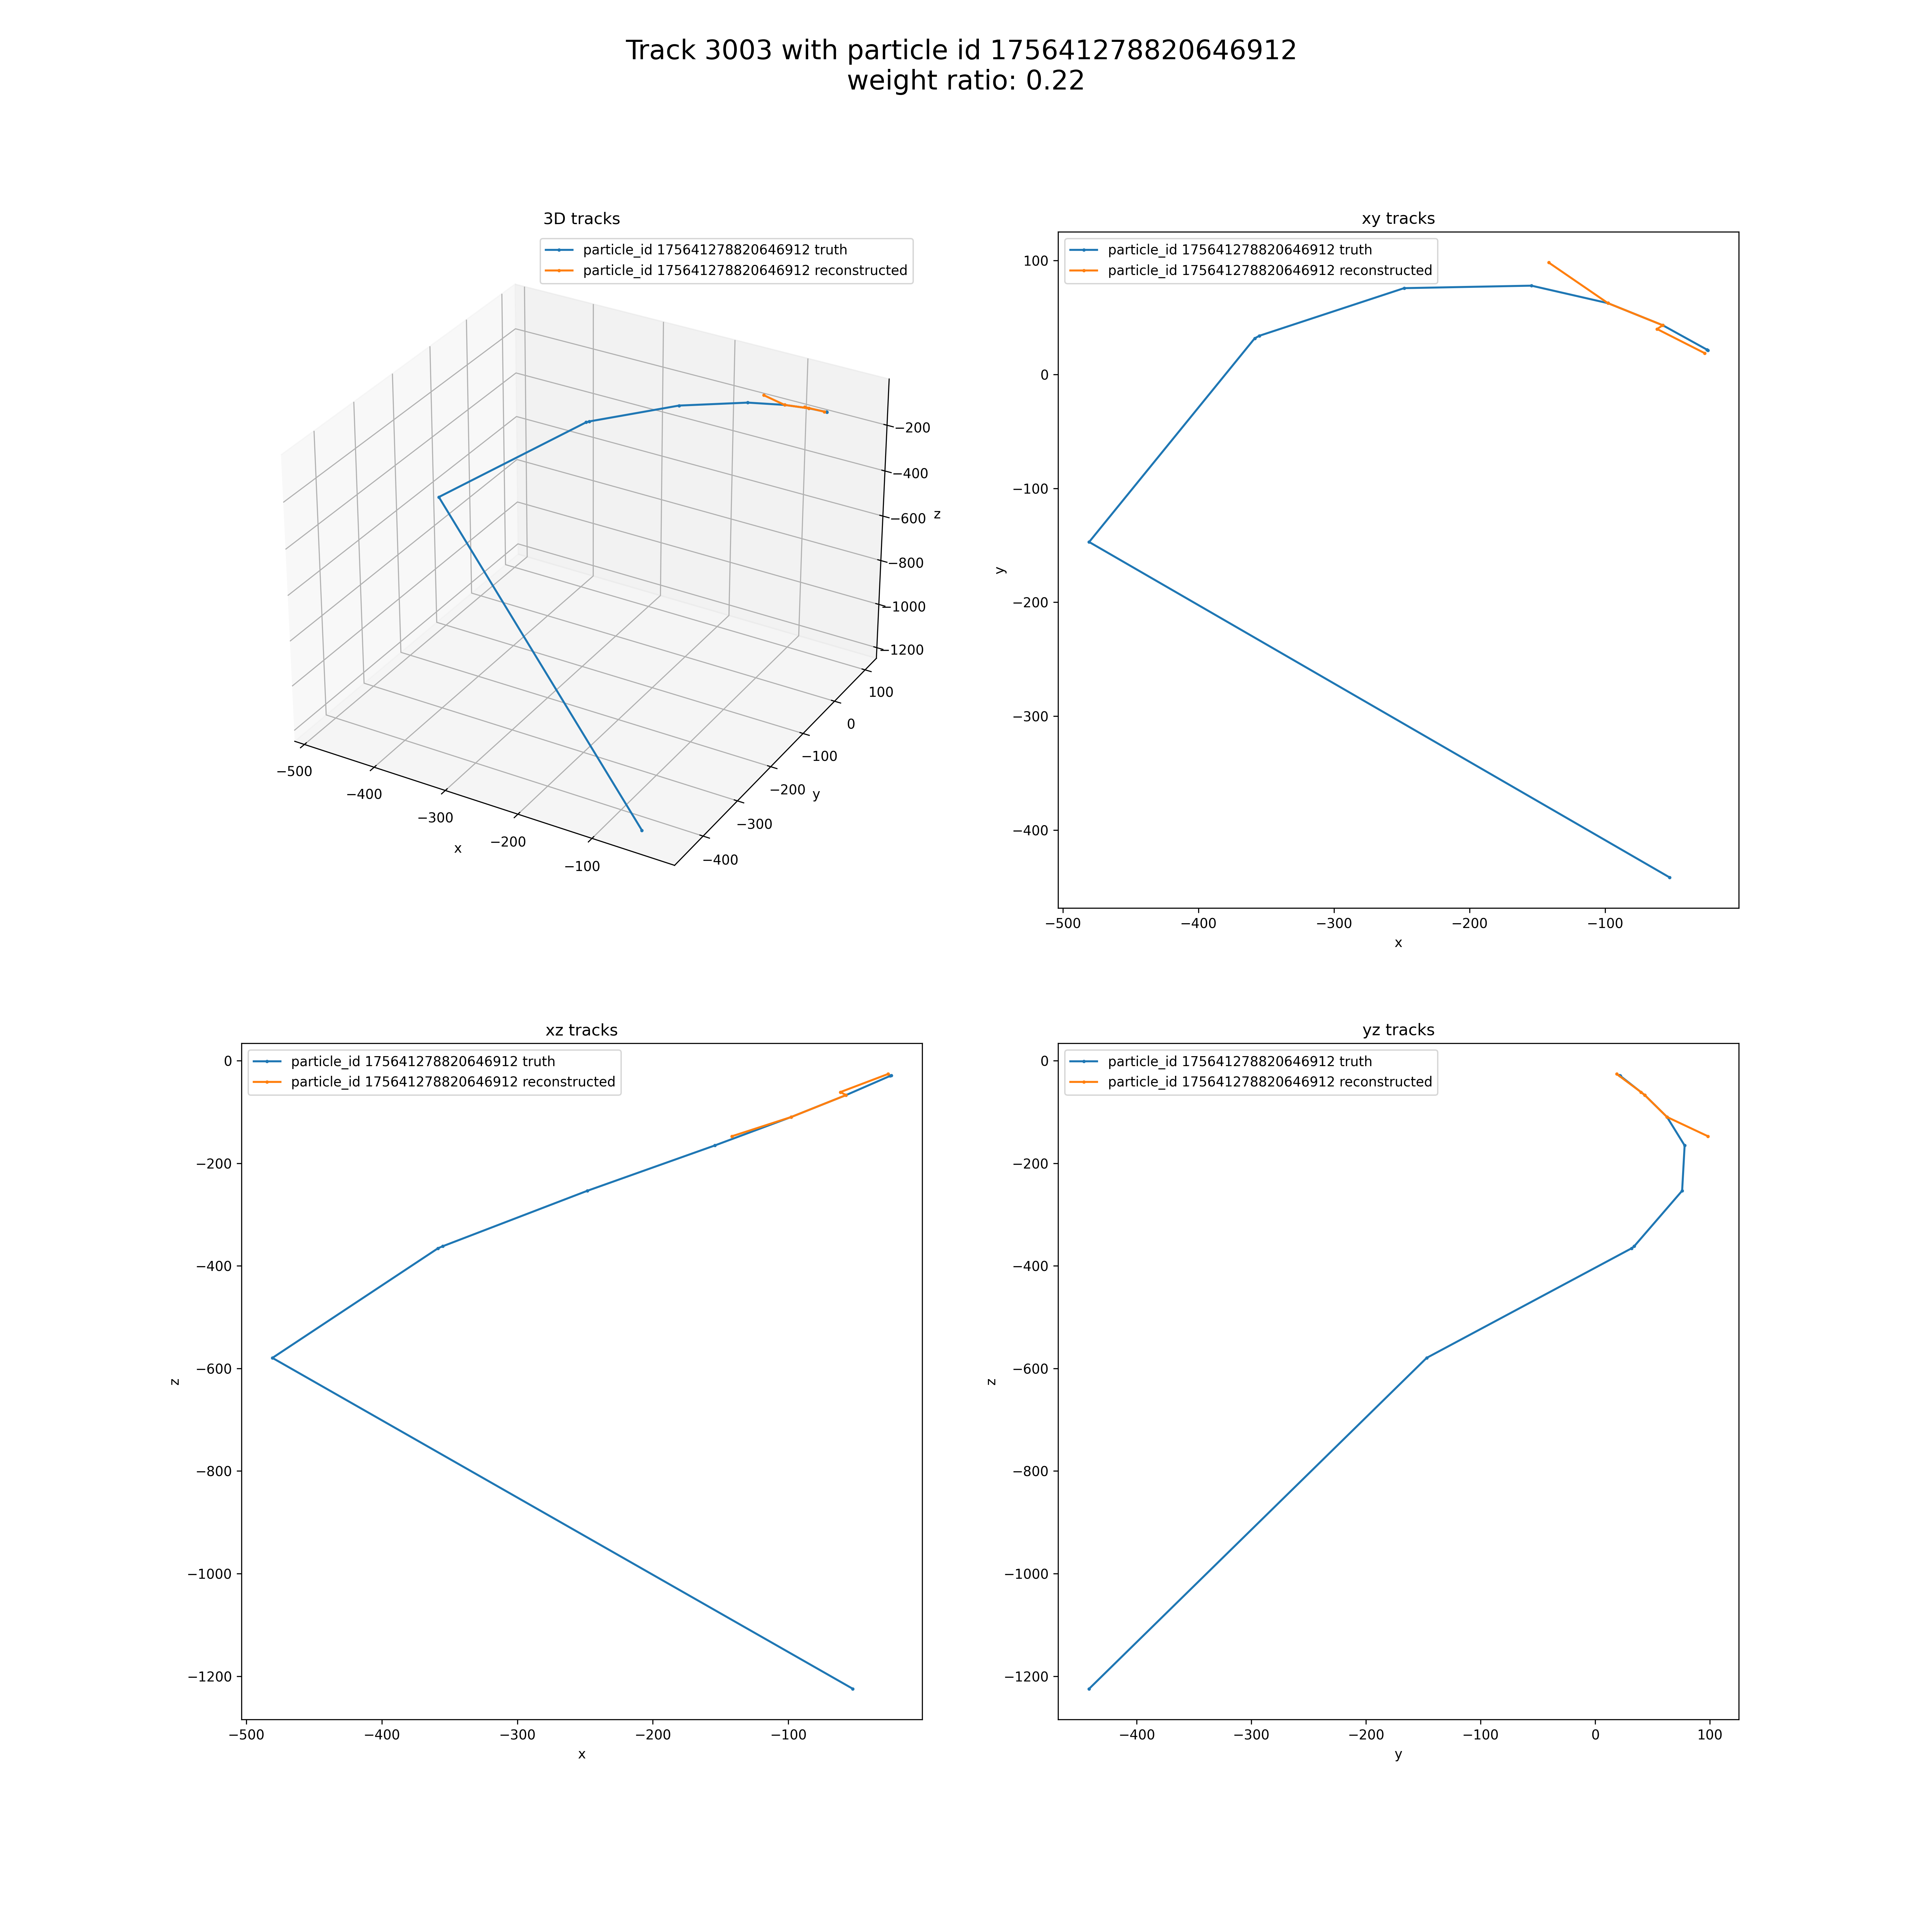 Track 3003 with particle id 175641278820646912
weight ratio: 0.22
3D tracks
particle_id 175641278820646912 truth
particle_id 175641278820646912 reconstructed
−200
−400
−600
−800
−1000
−1200
z
100
0
−100
−200
−300
−400
y
−500
−400
−300
−200
−100
x
xy tracks
particle_id 175641278820646912 truth
particle_id 175641278820646912 reconstructed
100
0
−100
−200
−300
−400
y
−500 −400 −300 −200 −100
x
xz tracks
particle_id 175641278820646912 truth
particle_id 175641278820646912 reconstructed
0
−200
−400
−600
−800
−1000
−1200
z
−500 −400 −300 −200 −100
x
yz tracks
particle_id 175641278820646912 truth
particle_id 175641278820646912 reconstructed
0
−200
−400
−600
−800
−1000
−1200
z
−400 −300 −200 −100 0 100
y